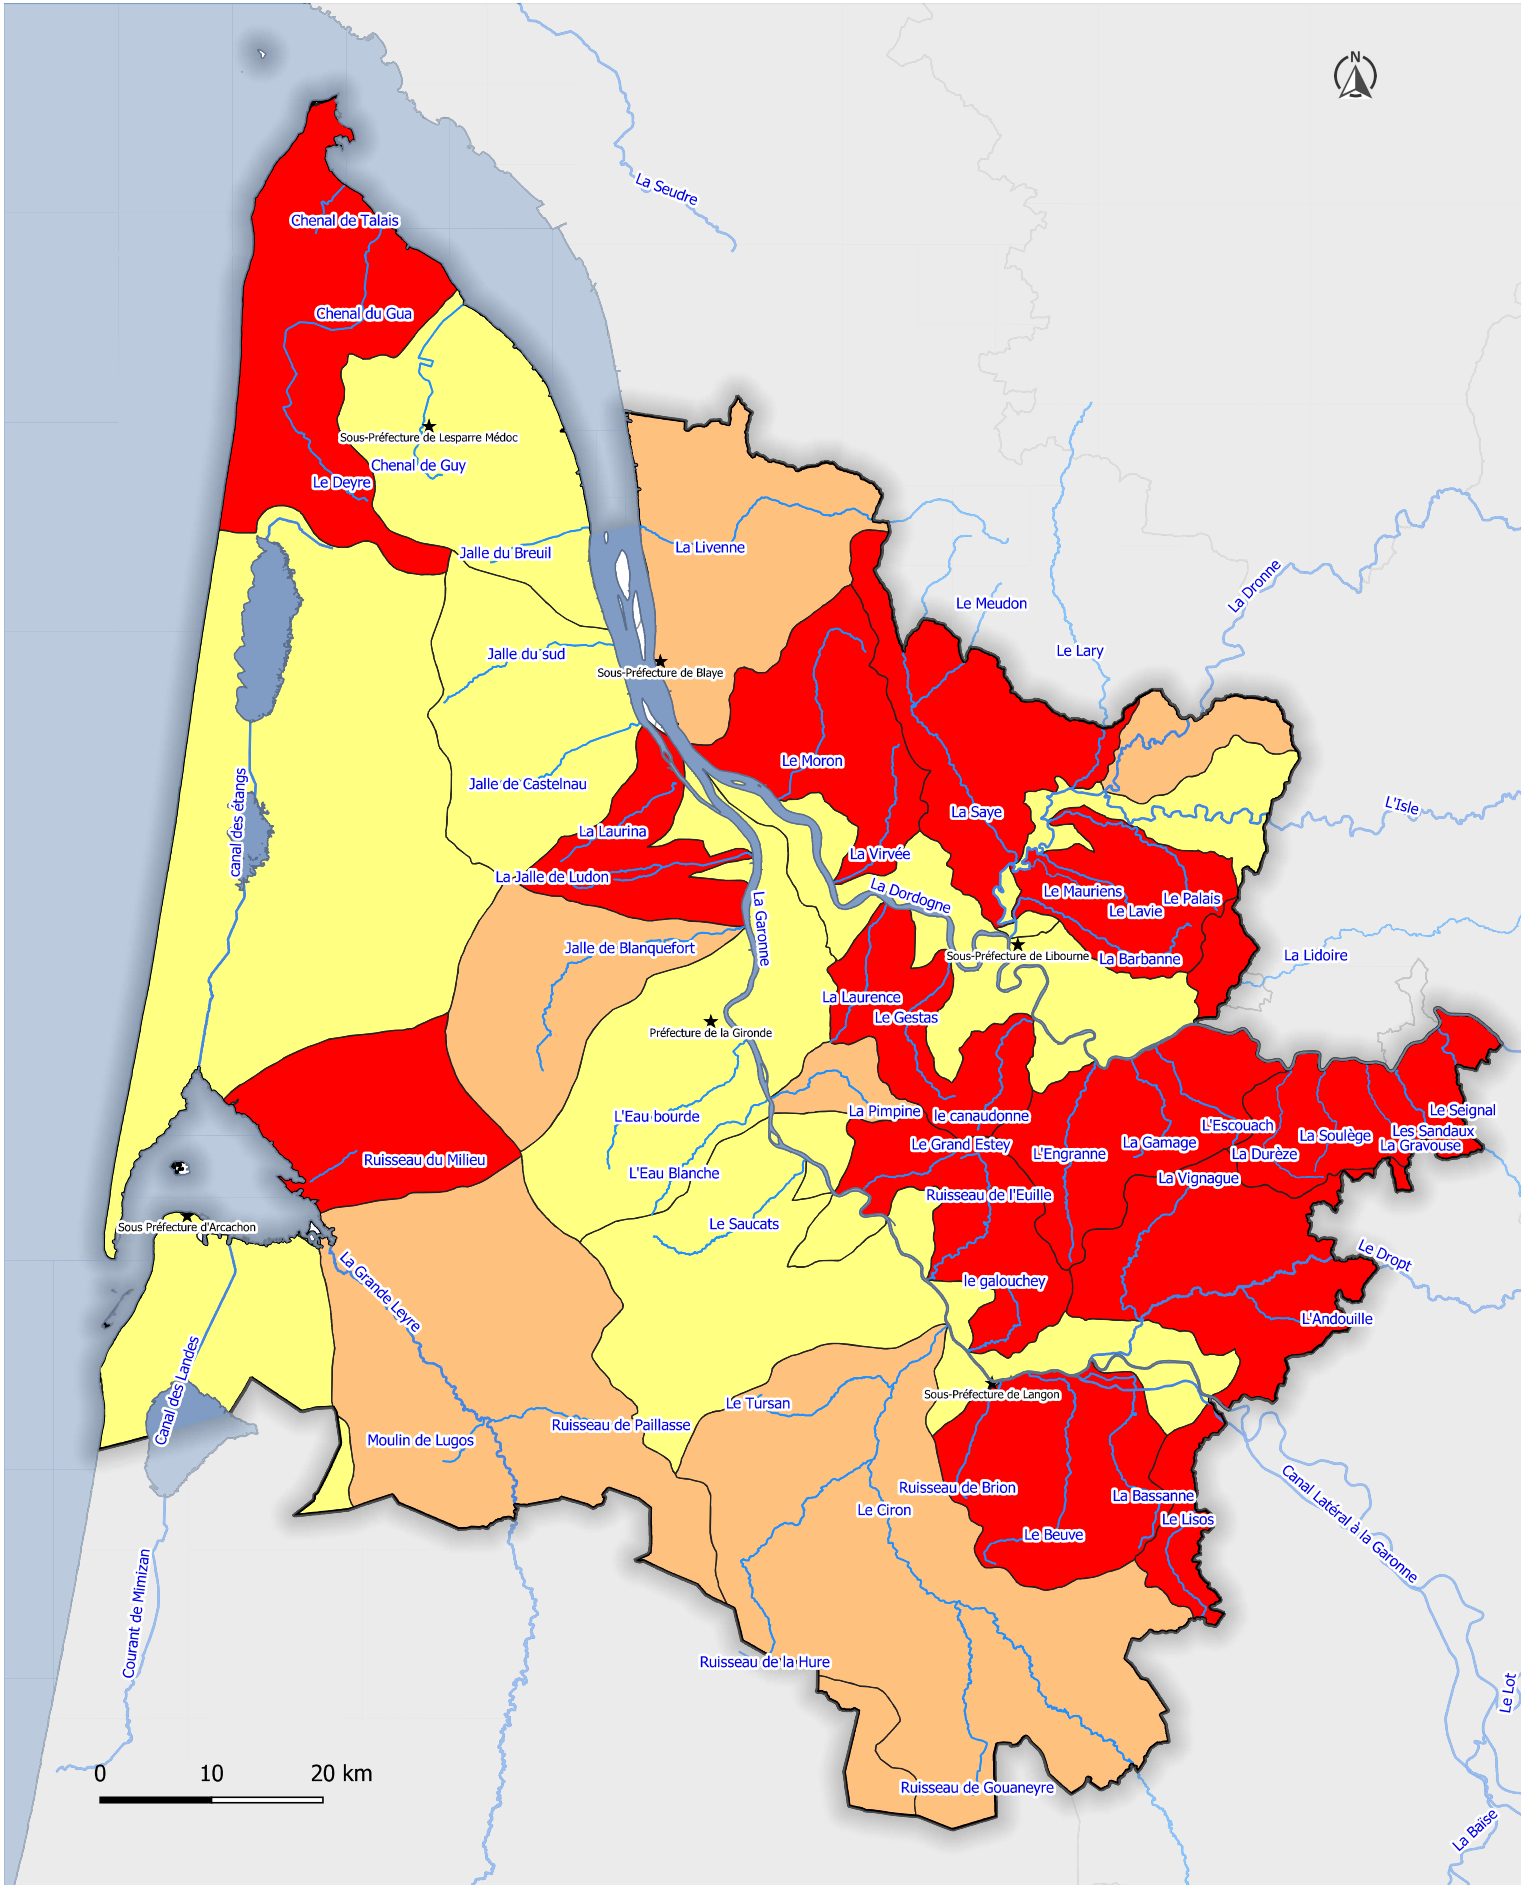 N
La Seudre
Chenal de Talais
Chenal du Gua
Sous-Préfecture de Lesparre Médoc
Chenal de Guy
Le Deyre
Jalle du Breuil
La Livenne
La Dronne
Le Meudon
Jalle du sud
Le Lary
Sous-Préfecture de Blaye
Le Moron
Jalle de Castelnau
L'Isle
La Saye
canal des étangs
La Laurina
La Virvée
La Jalle de Ludon
La Dordogne
Le Mauriens
Le Palais
Le Lavie
La Garonne
Jalle de Blanquefort
Sous-Préfecture de Libourne
La Barbanne
La Lidoire
La Laurence
Le Gestas
Préfecture de la Gironde
L'Eau bourde
La Pimpine
le canaudonne
L'Escouach
Le Seignal
Les Sandaux
La Gravouse
La Soulège
Le Grand Estey
L'Engranne
La Gamage
La Durèze
Ruisseau du Milieu
L'Eau Blanche
La Vignague
Ruisseau de l'Euille
Sous Préfecture d'Arcachon
Le Saucats
Le Dropt
La Grande Leyre
le galouchey
L'Andouille
Canal des Landes
Sous-Préfecture de Langon
Le Tursan
Ruisseau de Paillasse
Moulin de Lugos
Ruisseau de Brion
La Bassanne
Le Ciron
Le Lisos
Le Beuve
Canal Latéral à la Garonne
Courant de Mimizan
Ruisseau de la Hure
Le Lot
0 10 20 km
Ruisseau de Gouaneyre
La Baïse